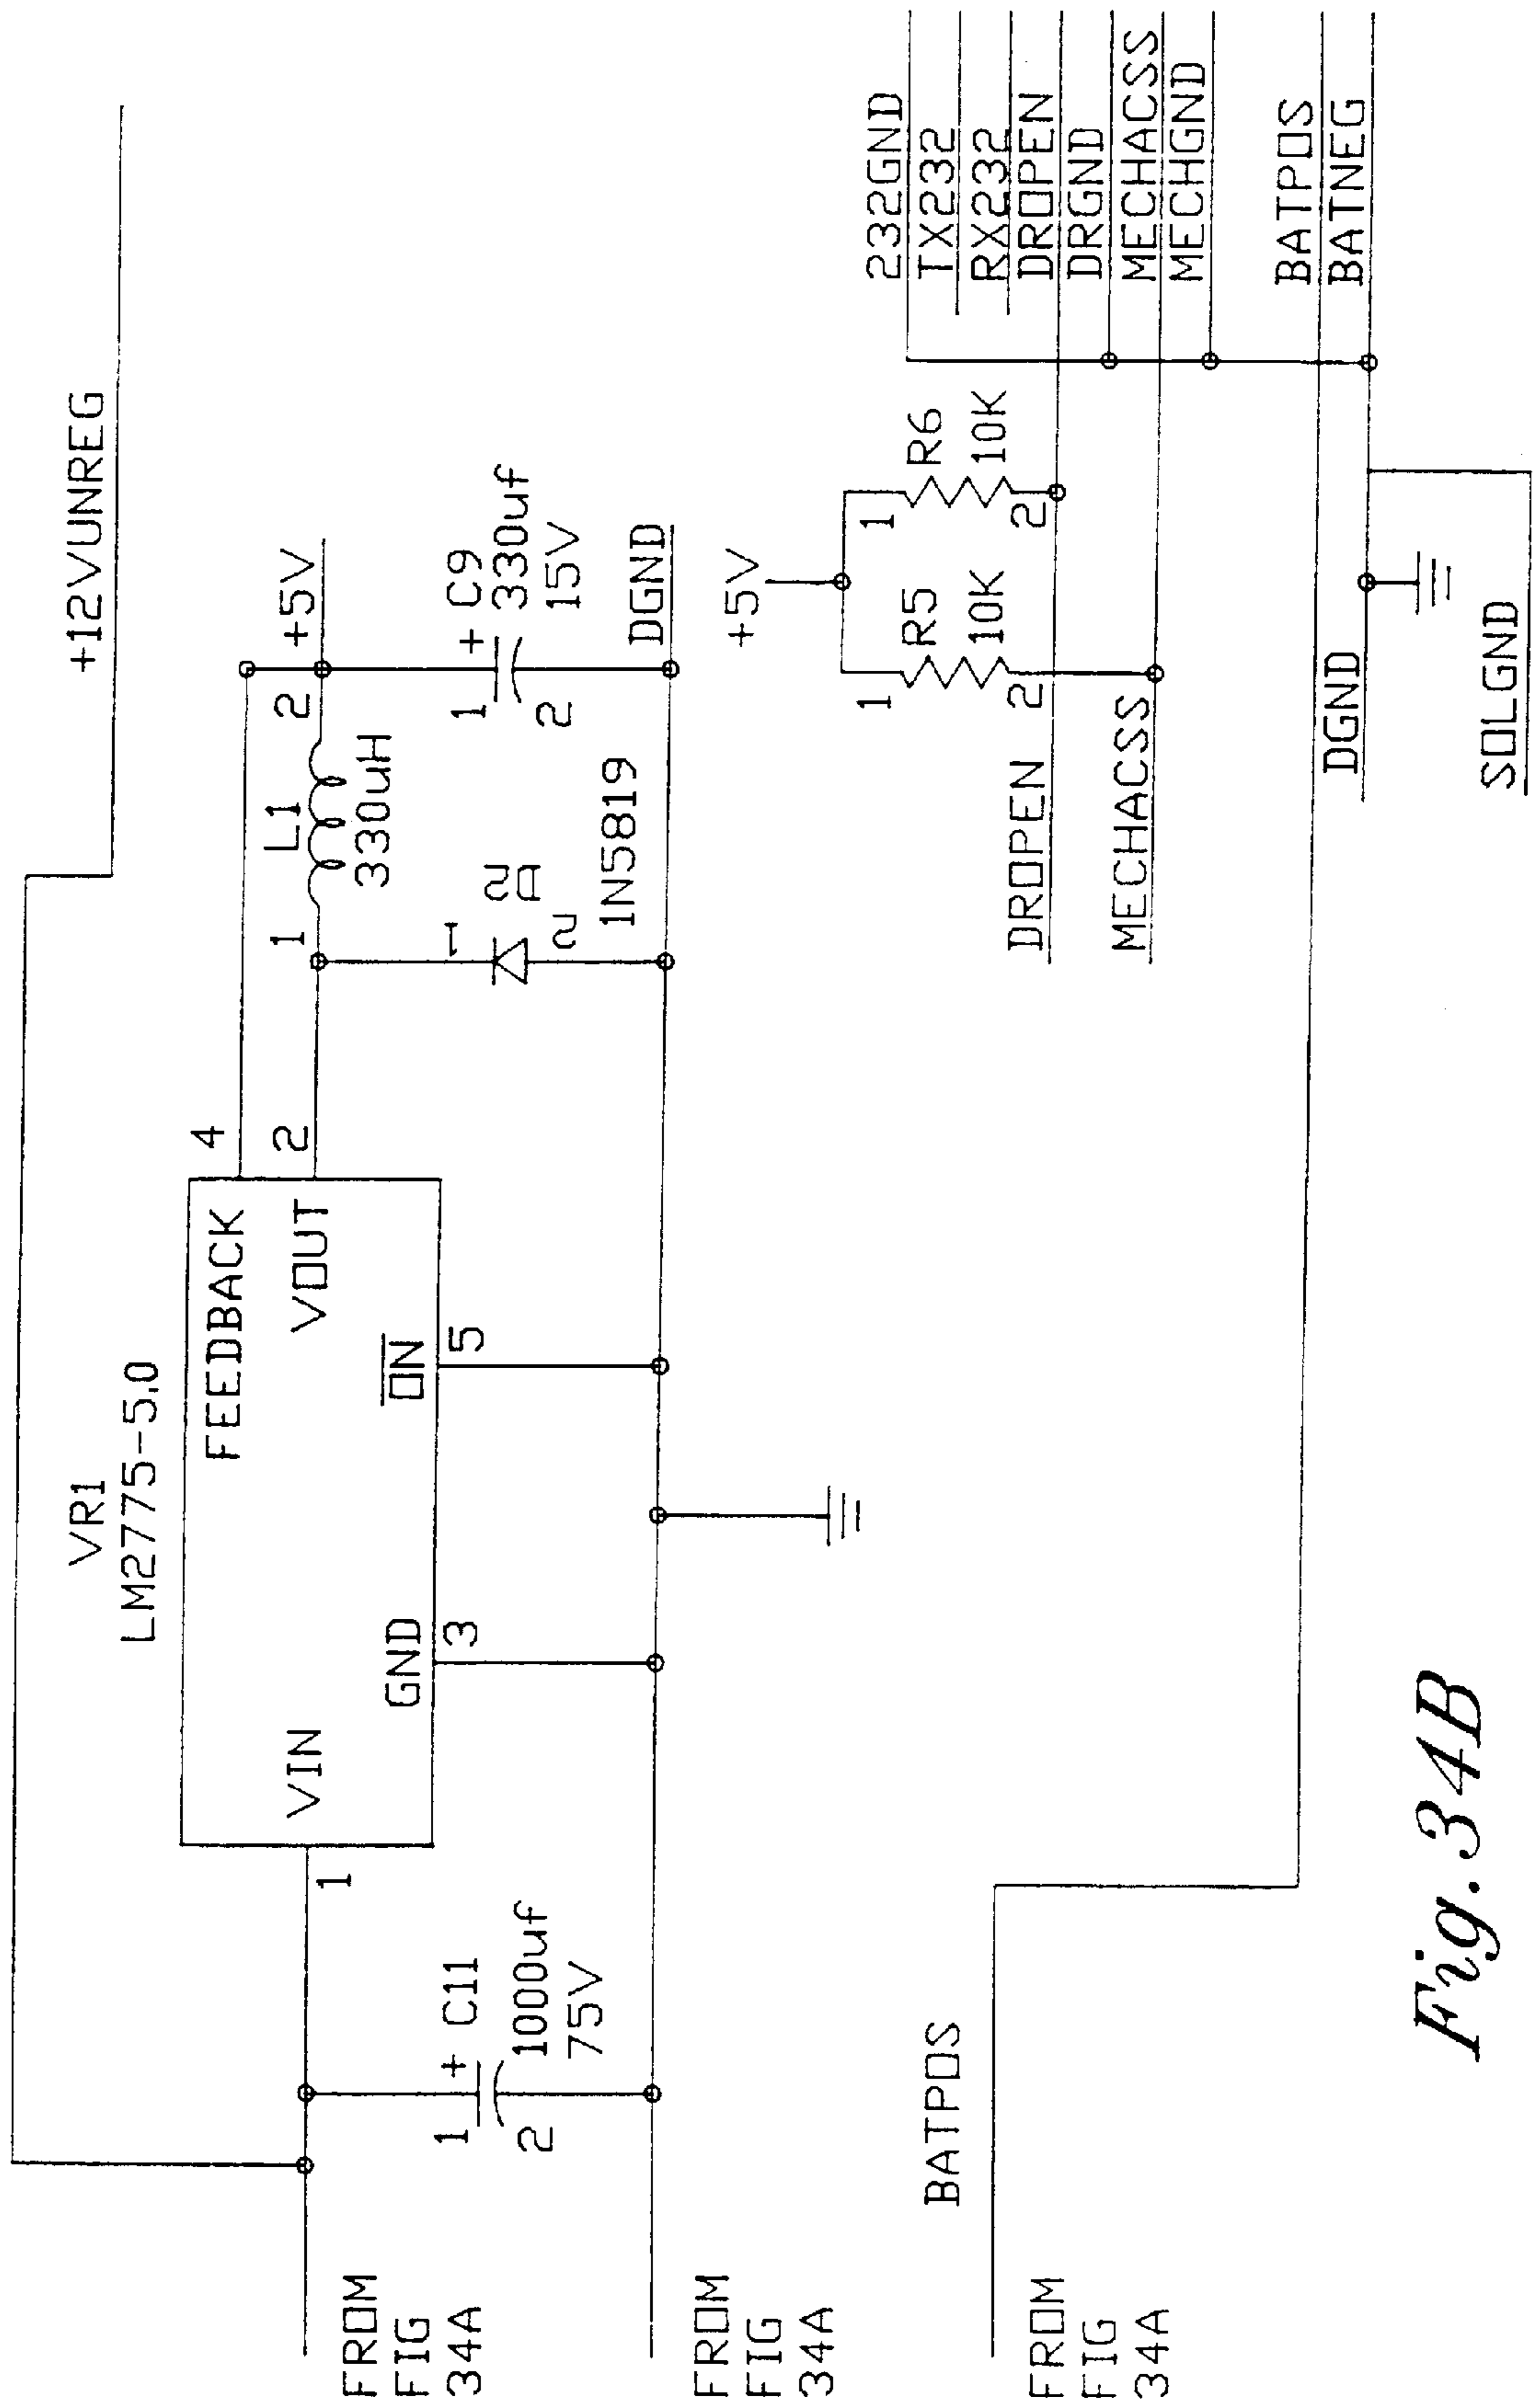 +12VUNREG
VR1
LM2775-5.0
FEEDBACK
VIN
VOUT
GND
ON
1
4
2
3
5
L1
330uH
1
2
+5V
1
+ C11
1000uf
75V
2
1
D2
2
1N5819
1
+ C9
330uf
15V
2
DGND
FROM
FIG
34A
FROM
FIG
34A
+5V
1
R5
10K
2
1
R6
10K
2
232GND
TX232
RX232
DROPEN
DRGND
MECHACSS
MECHGND
DROPEN
MECHACSS
BATPOS
BATPOS
BATNEG
FROM
FIG
34A
DGND
SOLGND
Fig. 34B